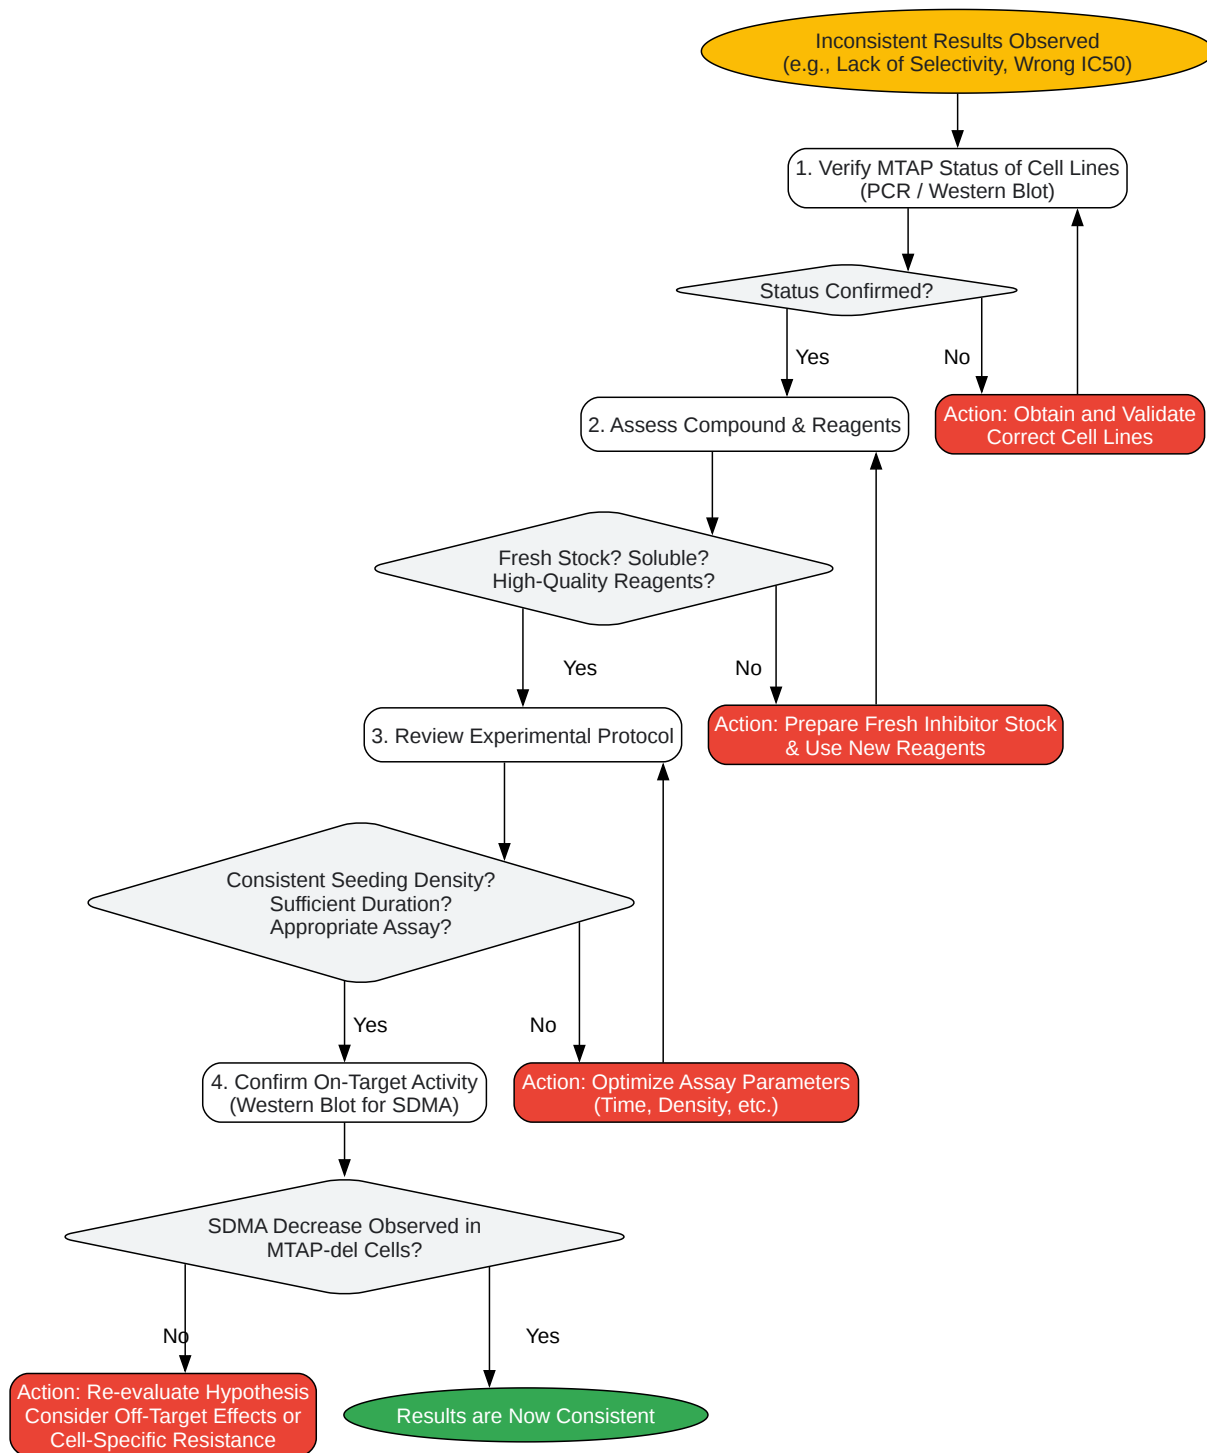 Inconsistent Results Observed
(e.g., Lack of Selectivity, Wrong IC50)
1. Verify MTAP Status of Cell Lines
(PCR / Western Blot)
Status Confirmed?
Yes
No
2. Assess Compound & Reagents
Action: Obtain and Validate
Correct Cell Lines
Fresh Stock? Soluble?
High-Quality Reagents?
Yes
No
3. Review Experimental Protocol
Action: Prepare Fresh Inhibitor Stock
& Use New Reagents
Consistent Seeding Density?
Sufficient Duration?
Appropriate Assay?
Yes
No
4. Confirm On-Target Activity
(Western Blot for SDMA)
Action: Optimize Assay Parameters
(Time, Density, etc.)
SDMA Decrease Observed in
MTAP-del Cells?
No
Yes
Action: Re-evaluate Hypothesis
Consider Off-Target Effects or
Cell-Specific Resistance
Results are Now Consistent